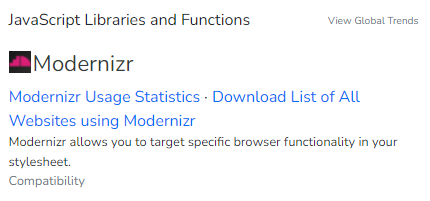 JavaScript Libraries and Functions
View Global Trends
Modernizr
Modernizr Usage Statistics · Download List of All
Websites using Modernizr
Modernizr allows you to target specific browser functionality in your
stylesheet.
Compatibility